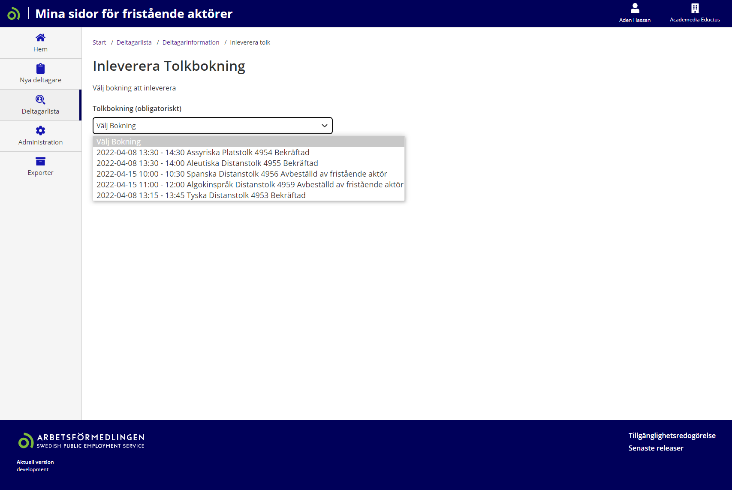 Mina sidor för fristående aktörer
Aden Hassan
Academedia Eductus
Hem
Nya deltagare
Deltagarlista
Administration
Exporter
Start / Deltagarlista / Deltagarinformation / Inleverera tolk
Inleverera Tolkbokning
Välj bokning att inleverera
Tolkbokning (obligatoriskt)
Välj Bokning
Välj Bokning
2022-04-08 13:30 - 14:30 Assyriska Platstolk 4954 Bekräftad
2022-04-08 13:30 - 14:00 Aleutiska Distanstolk 4955 Bekräftad
2022-04-15 10:00 - 10:30 Spanska Distanstolk 4956 Avbeställd av fristående aktör
2022-04-15 11:00 - 12:00 Algokinspråk Distanstolk 4959 Avbeställd av fristående aktör
2022-04-08 13:15 - 13:45 Tyska Distanstolk 4953 Bekräftad
ARBETSFÖRMEDLINGEN
SWEDISH PUBLIC EMPLOYMENT SERVICE
Aktuell version
development
Tillgänglighetsredogörelse
Senaste releaser